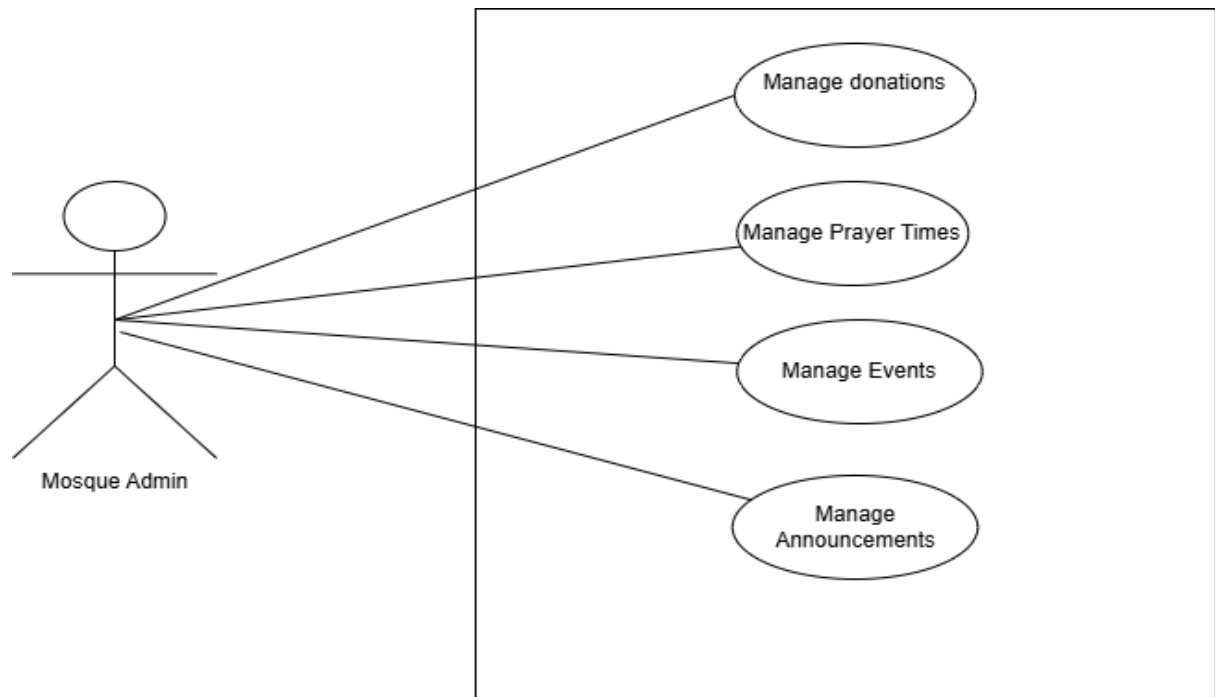 Manage donations
Manage Prayer Times
Manage Events
Mosque Admin
Manage
Announcements